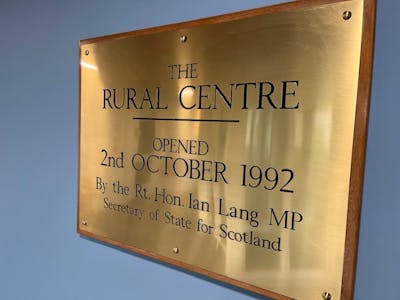 THE
RURAL CENTRE
OPENED
2nd OCTOBER 1992
By the Rt. Hon. Ian Lang MP
Secretary of State for Scotland